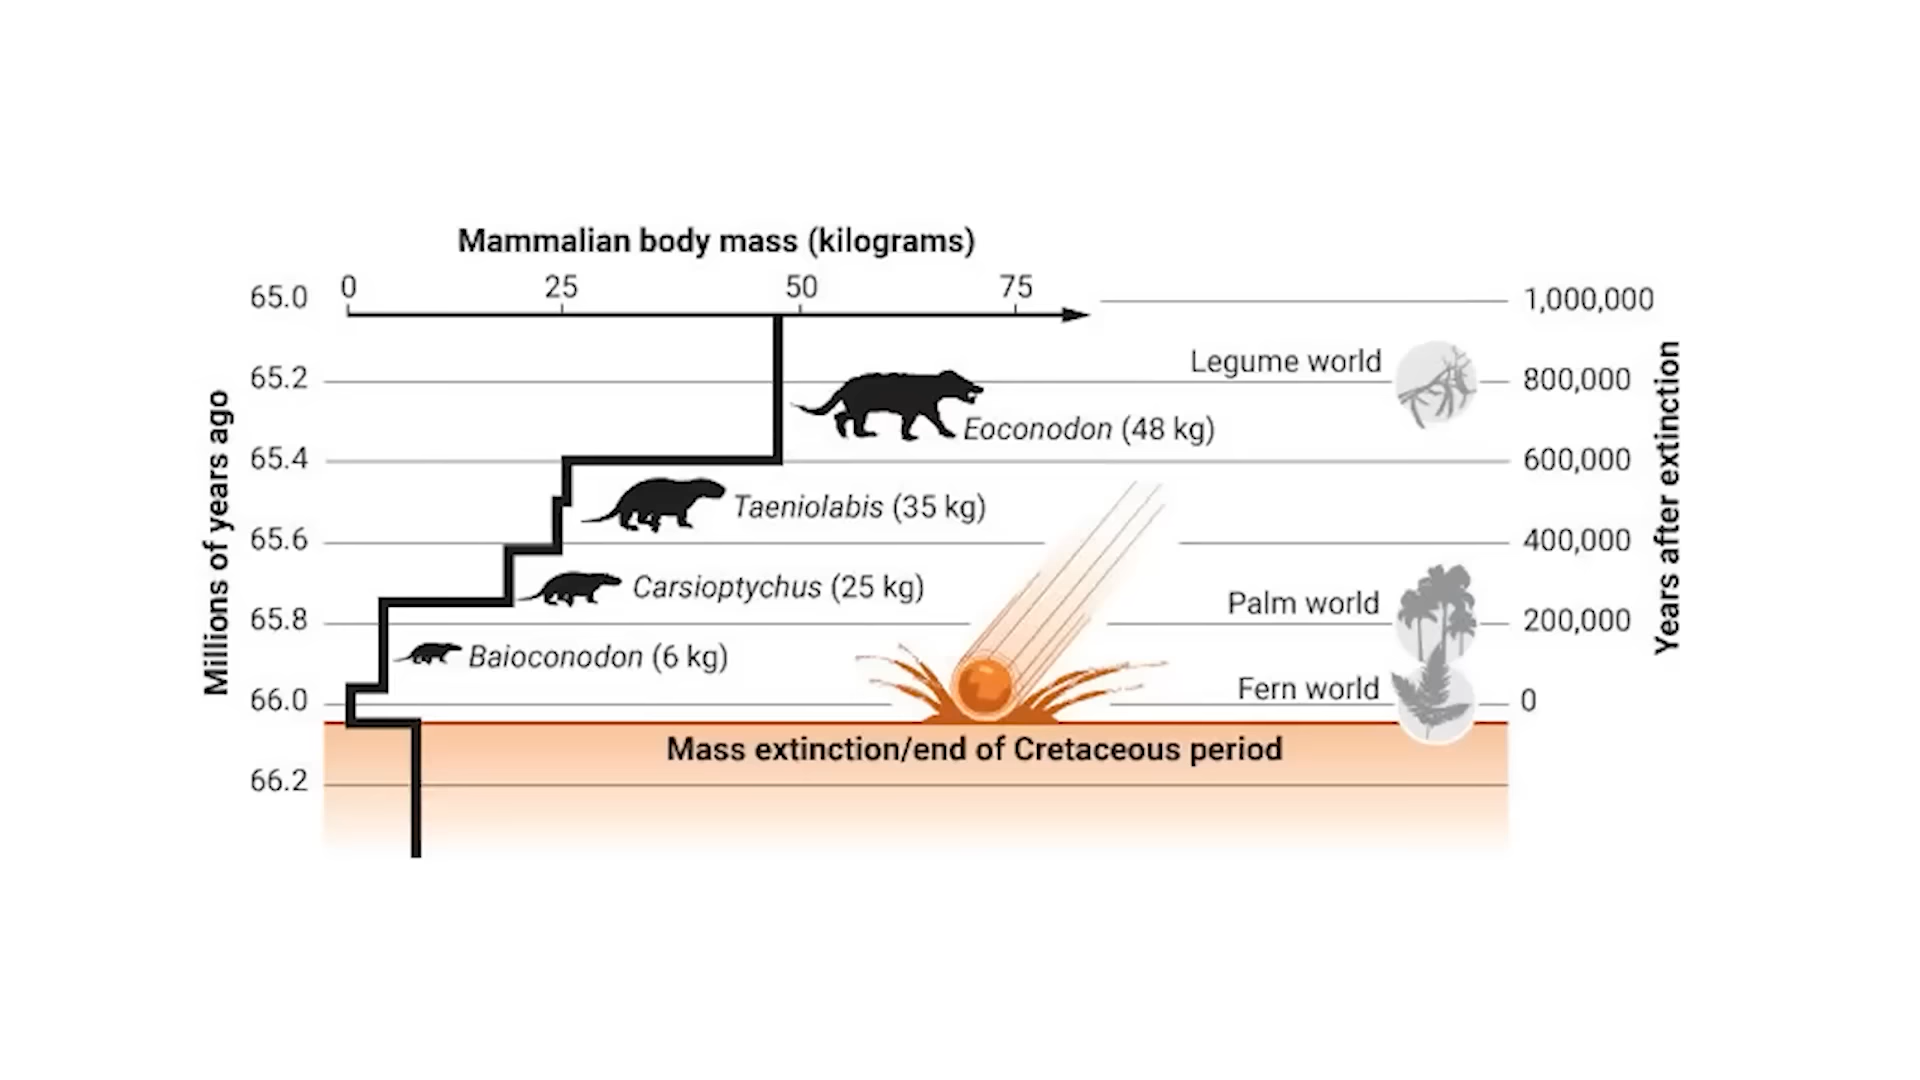 Mammalian body mass (kilograms)
0 25 50 75
65.0
1,000,000
65.2
Legume world
800,000
Eoconodon (48 kg)
65.4
600,000
Taeniolabis (35 kg)
65.6
400,000
Carsioptychus (25 kg)
Palm world
65.8
200,000
Baioconodon (6 kg)
Fern world
66.0
0
Mass extinction/end of Cretaceous period
66.2
Millions of years ago
Years after extinction